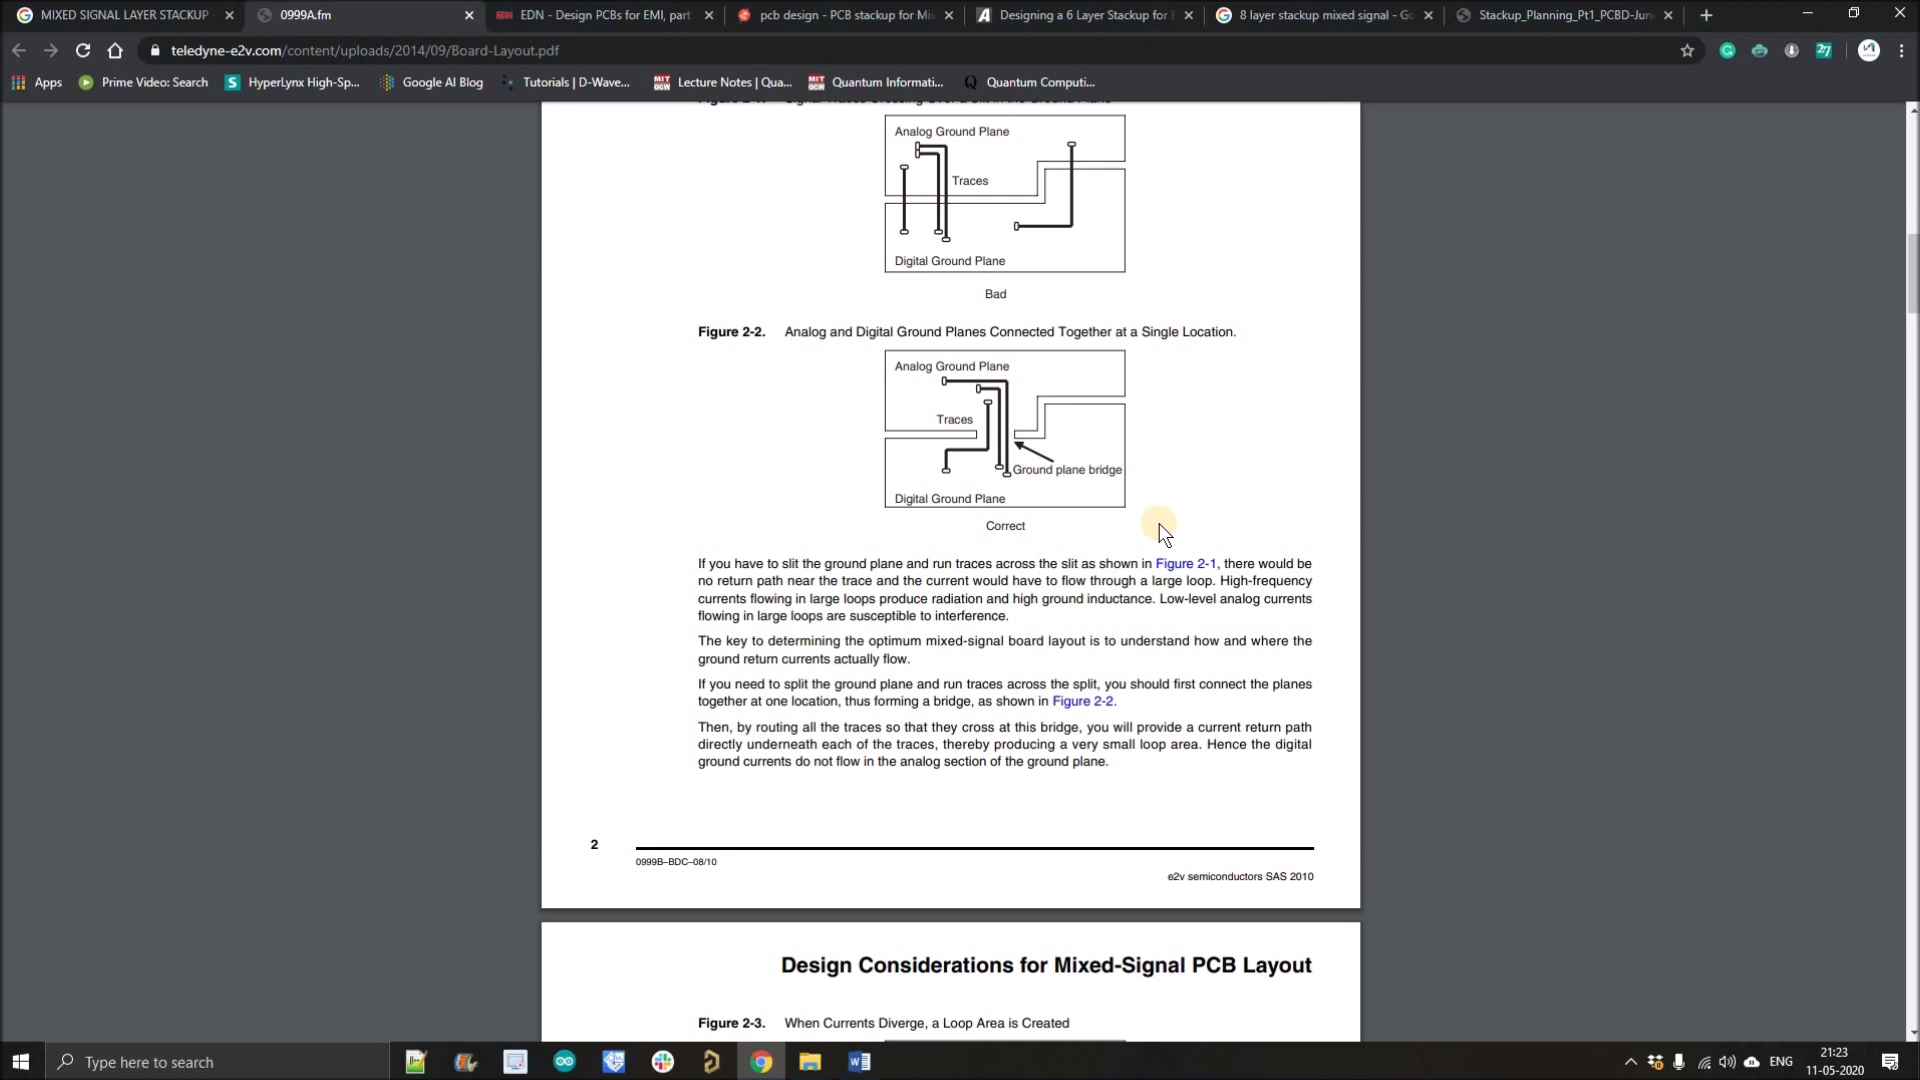 MIXED SIGNAL LAYER STACKUP
0999A.fm
EDN - Design PCBs for EMI, part
pcb design - PCB stackup for Mi
Designing a 6 Layer Stackup for
8 layer stackup mixed signal - Go
Stackup_Planning_Pt1_PCBD-Jun
teledyne-e2v.com/content/uploads/2014/09/Board-Layout.pdf
27
Apps
Prime Video: Search
HyperLynx High-Sp...
Google AI Blog
Tutorials | D-Wave...
Lecture Notes | Qua...
Quantum Informati...
Quantum Computi...
Analog Ground Plane
Traces
Digital Ground Plane
Bad
Figure 2-2. Analog and Digital Ground Planes Connected Together at a Single Location.
Analog Ground Plane
Traces
Ground plane bridge
Digital Ground Plane
Correct
If you have to slit the ground plane and run traces across the slit as shown in Figure 2-1, there would be
no return path near the trace and the current would have to flow through a large loop. High-frequency
currents flowing in large loops produce radiation and high ground inductance. Low-level analog currents
flowing in large loops are susceptible to interference.
The key to determining the optimum mixed-signal board layout is to understand how and where the
ground return currents actually flow.
If you need to split the ground plane and run traces across the split, you should first connect the planes
together at one location, thus forming a bridge, as shown in Figure 2-2.
Then, by routing all the traces so that they cross at this bridge, you will provide a current return path
directly underneath each of the traces, thereby producing a very small loop area. Hence the digital
ground currents do not flow in the analog section of the ground plane.
2
0999B–BDC–08/10
e2v semiconductors SAS 2010
Design Considerations for Mixed-Signal PCB Layout
Figure 2-3. When Currents Diverge, a Loop Area is Created
Type here to search
ENG
21:23
11-05-2020